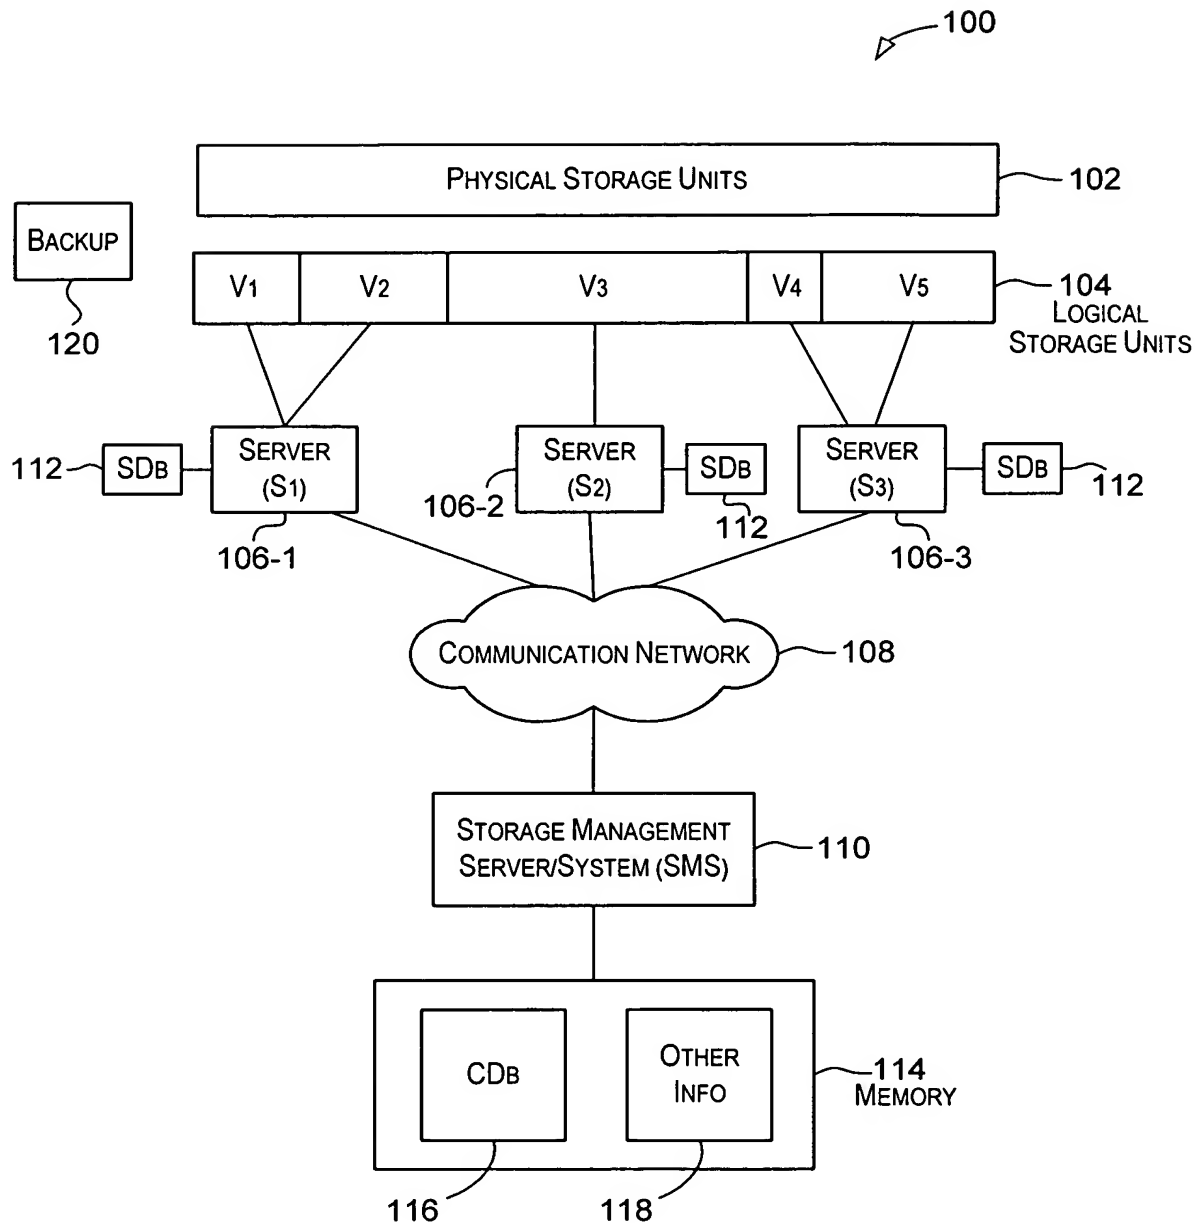 100
PHYSICAL STORAGE UNITS
102
BACKUP
120
V1
V2
V3
V4
V5
104
LOGICAL
STORAGE UNITS
112
SDB
SERVER
(S1)
106-1
SERVER
(S2)
106-2
SDB
112
SERVER
(S3)
106-3
SDB
112
COMMUNICATION NETWORK
108
STORAGE MANAGEMENT
SERVER/SYSTEM (SMS)
110
CDB
116
OTHER
INFO
118
114
MEMORY